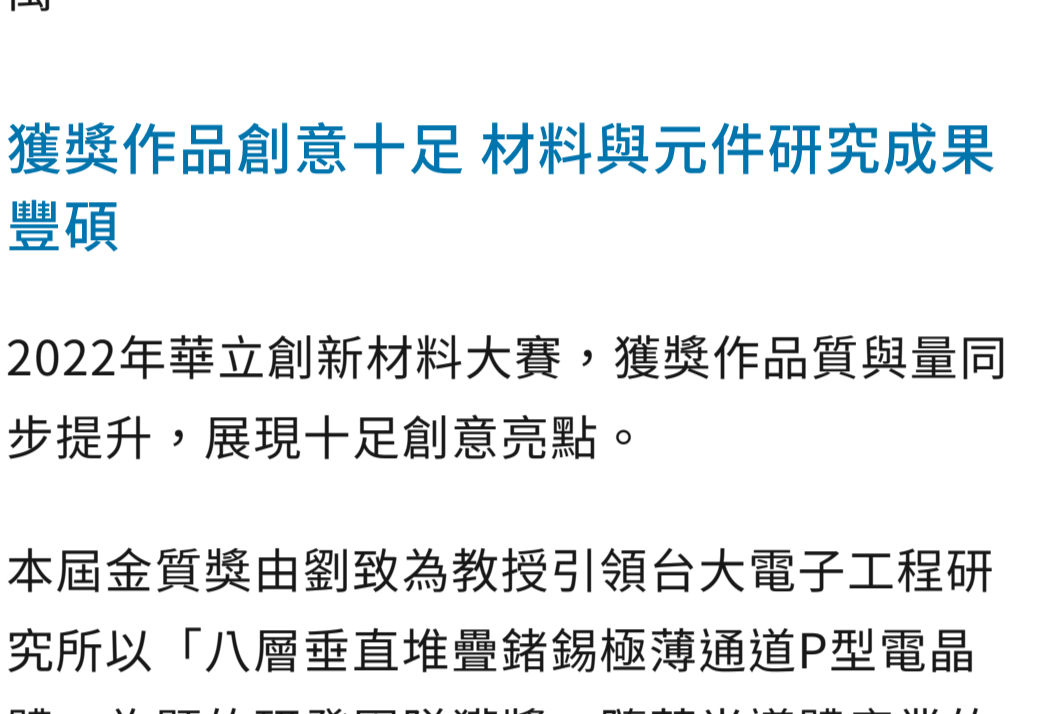 獲獎作品創意十足 材料與元件研究成果
豐碩
2022年華立創新材料大賽，獲獎作品質與量同
步提升，展現十足創意亮點。
本屆金質獎由劉致為教授引領台大電子工程研
究所以「八層垂直堆疊鍺錫極薄通道P型電晶